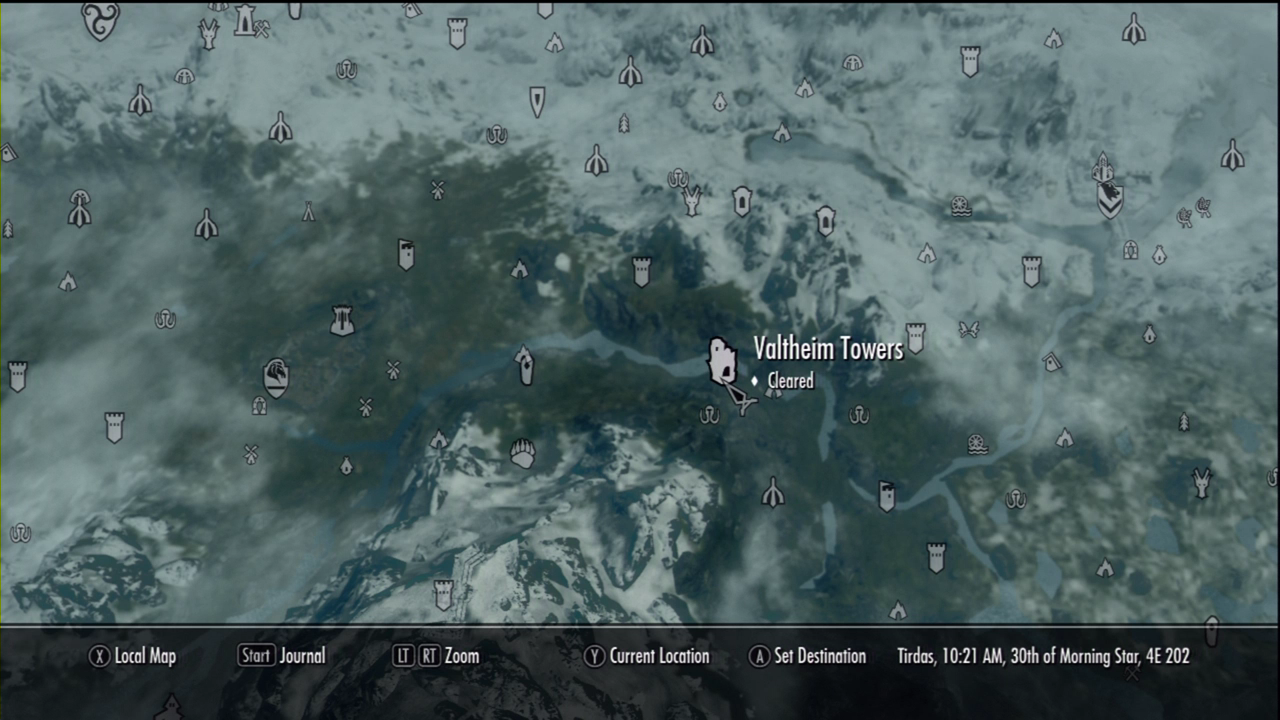 Valtheim Towers
Cleared
X Local Map
Start Journal
LT RT Zoom
Y Current Location
A Set Destination
Tirdas, 10:21 AM, 30th of Morning Star, 4E 202